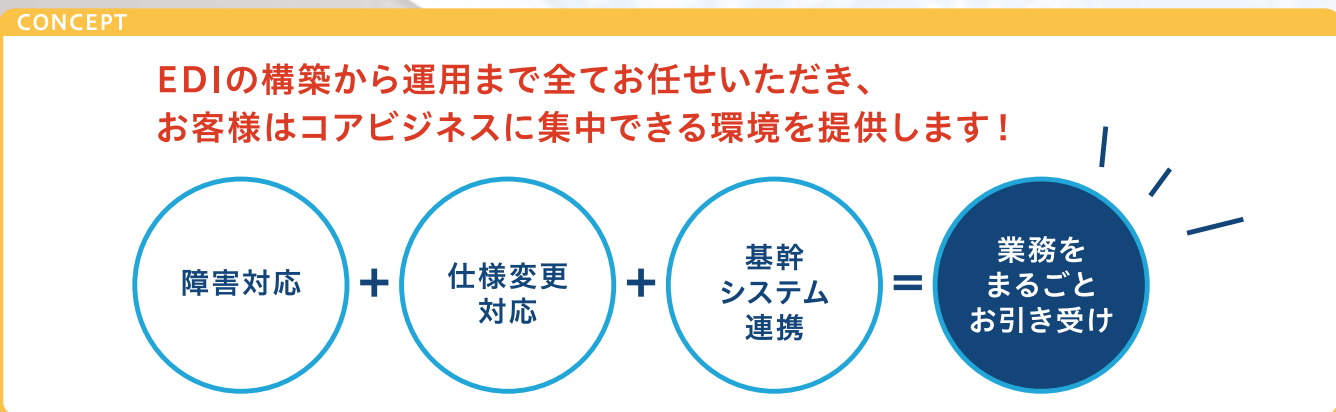 CONCEPT
EDIの構築から運用まで全てお任せいただき、
お客様はコアビジネスに集中できる環境を提供します!
障害対応
+
仕様変更
対応
+
基幹
システム
連携
=
業務を
まるごと
お引き受け